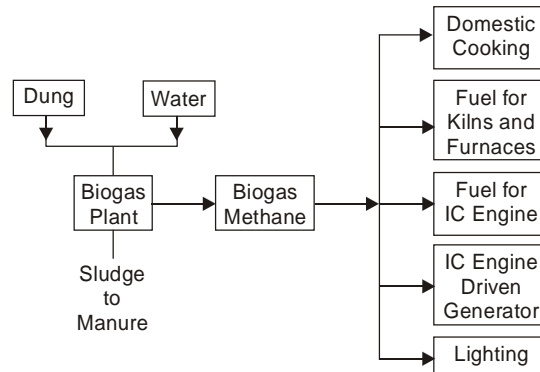 Dung
Water
Biogas
Plant
Sludge
to
Manure
Biogas
Methane
Domestic
Cooking
Fuel for
Kilns and
Furnaces
Fuel for
IC Engine
IC Engine
Driven
Generator
Lighting